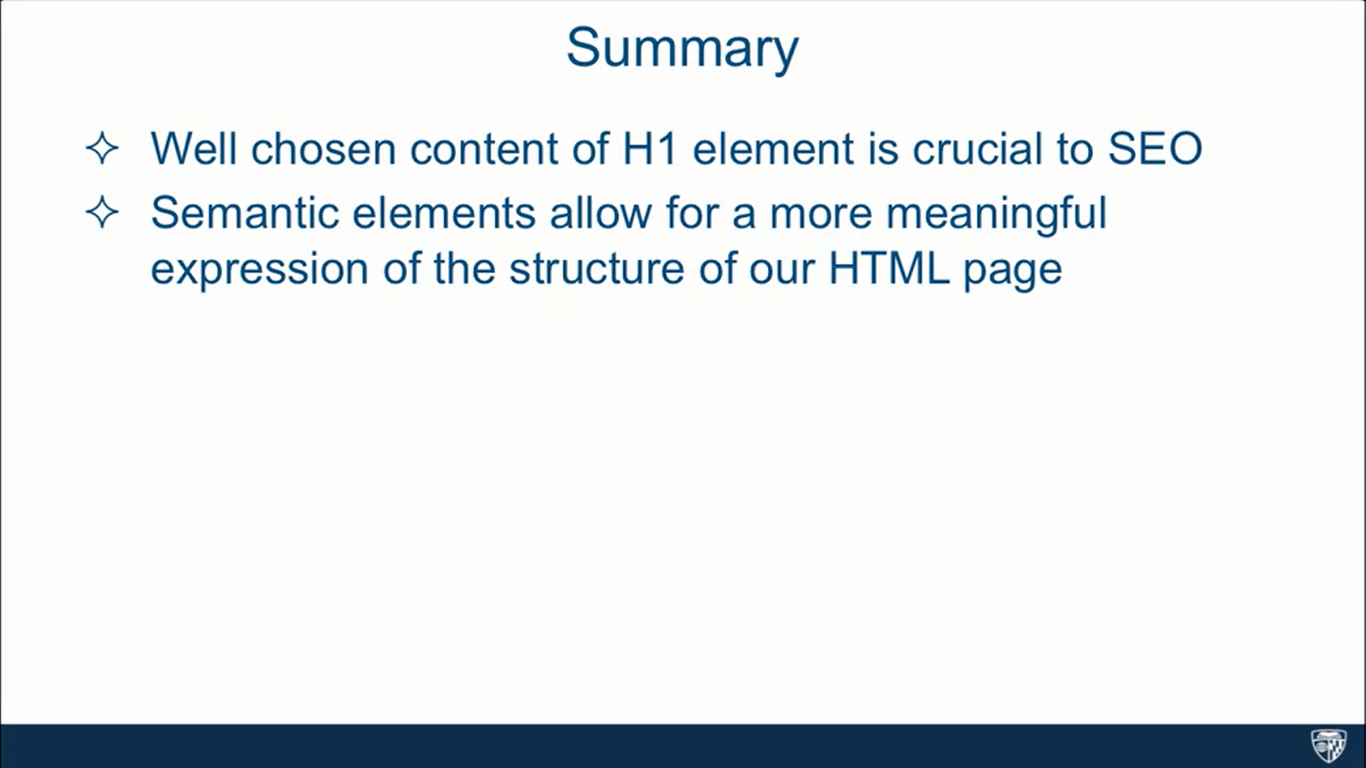 Summary
✧ Well chosen content of H1 element is crucial to SEO
✧ Semantic elements allow for a more meaningful
expression of the structure of our HTML page